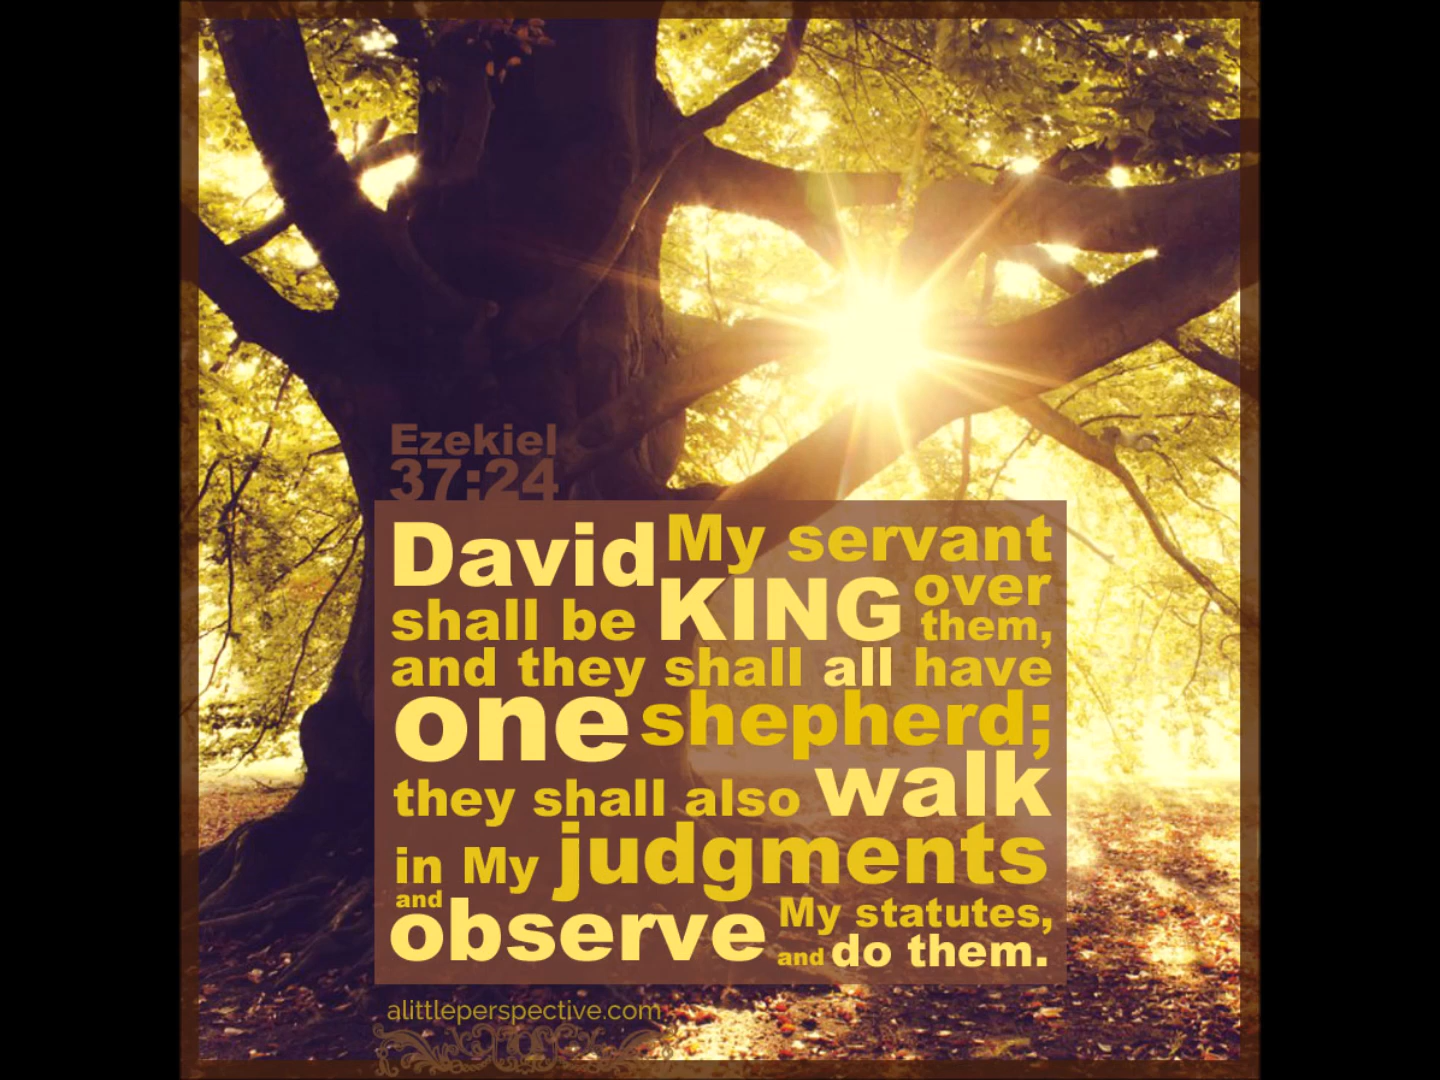 Ezekiel
37:24
David My servant
shall be KING over
them,
and they shall all have
one shepherd;
they shall also walk
in My judgments
and
observe My statutes,
and do them.
alittleperspective.com